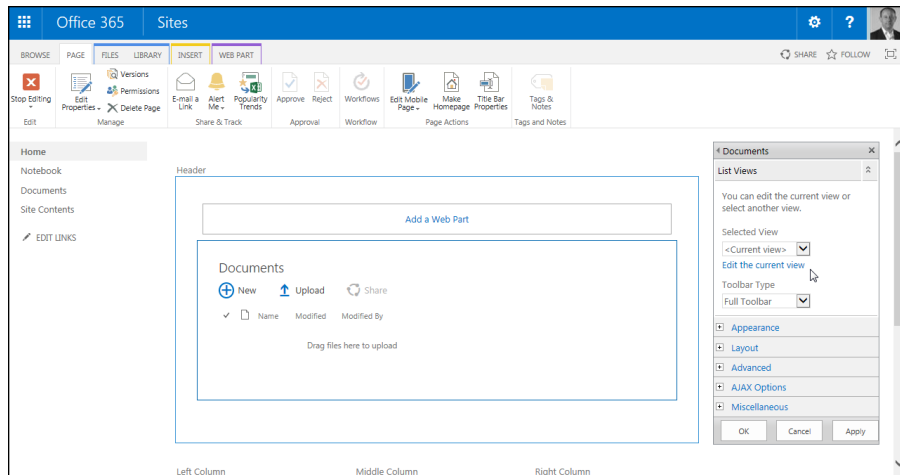 Office 365 Sites ?
BROWSE PAGE FILES LIBRARY INSERT WEB PART SHARE FOLLOW
Stop Editing
Edit
Edit Properties
Versions
Permissions
Delete Page
Manage
E-mail a Link
Alert Me
Popularity Trends
Share & Track
Approve Reject
Approval
Workflows
Workflow
Edit Mobile Page
Make Homepage
Title Bar Properties
Page Actions
Tags & Notes
Tags and Notes
Home
Notebook
Documents
Site Contents
EDIT LINKS
Header
Add a Web Part
Documents
New Upload Share
Name Modified Modified By
Drag files here to upload
Left Column Middle Column Right Column
Documents
List Views
You can edit the current view or
select another view.
Selected View
<Current view>
Edit the current view
Toolbar Type
Full Toolbar
Appearance
Layout
Advanced
AJAX Options
Miscellaneous
OK Cancel Apply